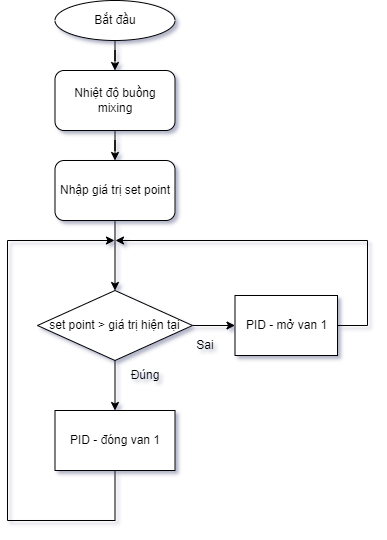 Bắt đầu
Nhiệt độ buồng
mixing
Nhập giá trị set point
set point > giá trị hiện tai
PID - mở van 1
Sai
Đúng
PID - đóng van 1